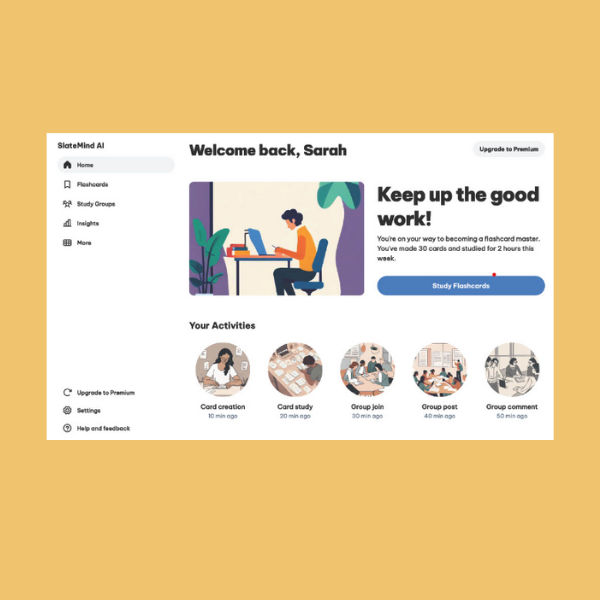 SlateMind AI
Home
Flashcards
Study Groups
Insights
More
Upgrade to Premium
Settings
Help and feedback
Welcome back, Sarah
Upgrade to Premium
Keep up the good
work!
You're on your way to becoming a flashcard master.
You've made 30 cards and studied for 2 hours this
week.
Study Flashcards
Your Activities
Card creation
10 min ago
Card study
20 min ago
Group join
30 min ago
Group post
40 min ago
Group comment
50 min ago